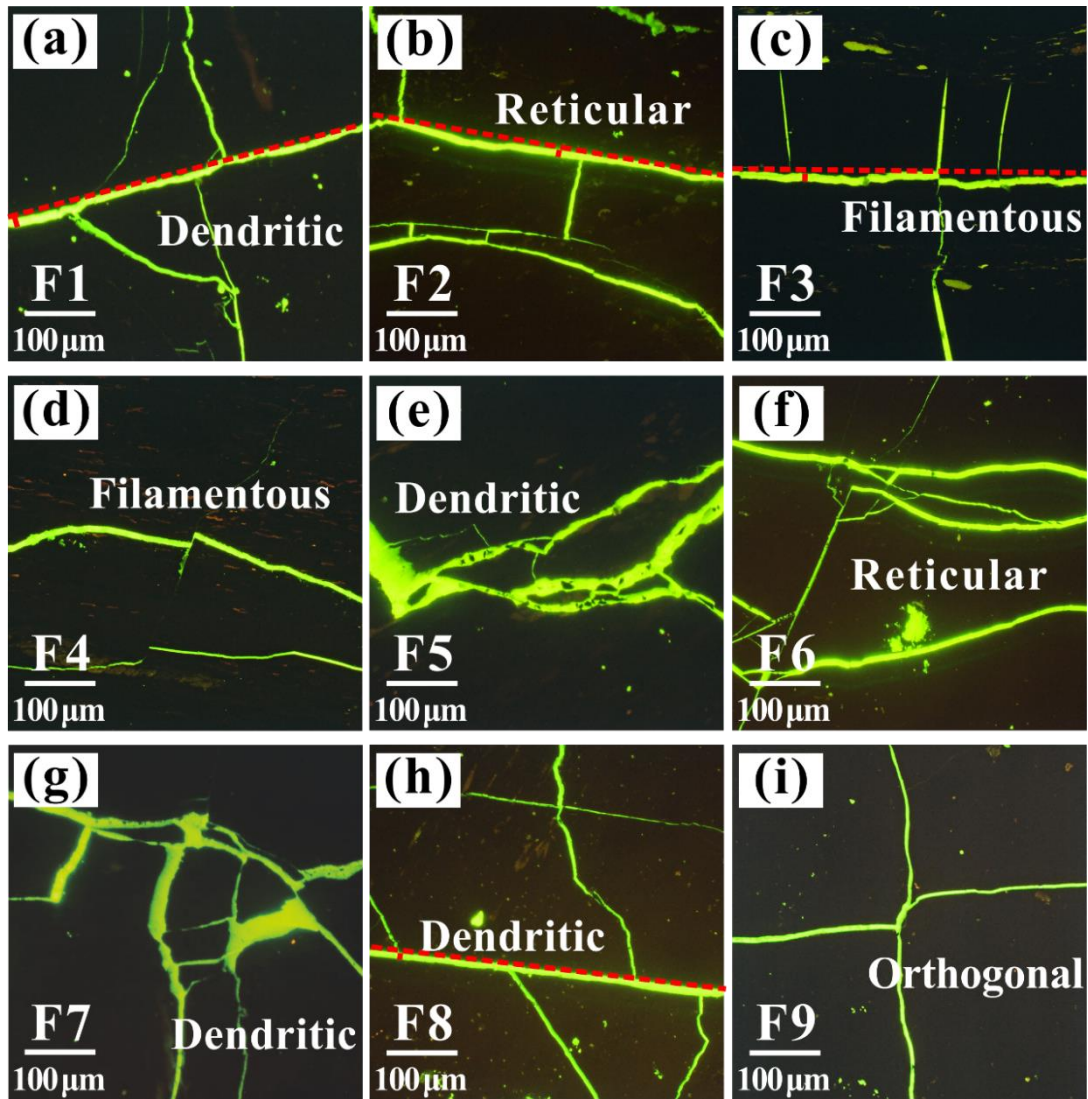 (a)
Dendritic
F1
100 μm
(b)
Reticular
F2
100 μm
(c)
Filamentous
F3
100 μm
(d)
Filamentous
F4
100 μm
(e)
Dendritic
F5
100 μm
(f)
Reticular
F6
100 μm
(g)
F7
Dendritic
100 μm
(h)
Dendritic
F8
100 μm
(i)
Orthogonal
F9
100 μm